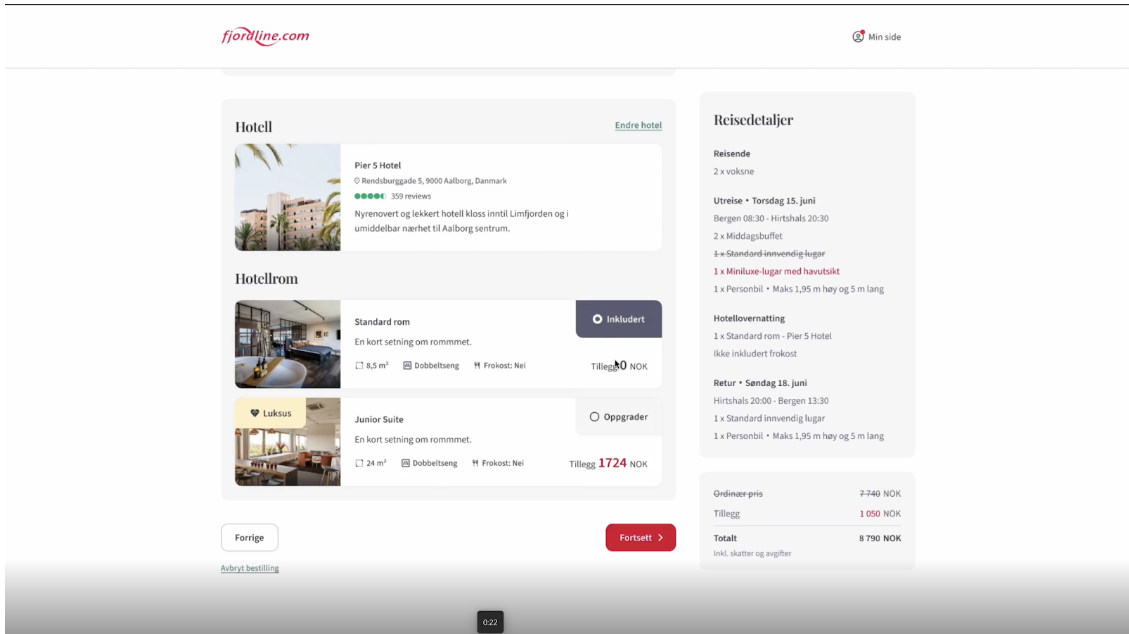 fjordline.com
Min side
Hotell
Endre hotel
Pier 5 Hotel
Rendsburggade 5, 9000 Aalborg, Danmark
359 reviews
Nyrenovert og lekkert hotell kloss inntil Limfjorden og i
umiddelbar nærhet til Aalborg sentrum.
Hotellrom
Standard rom
Inkludert
En kort setning om rommmet.
8,5 m² Dobbeltseng Frokost: Nei
Tillegg 0 NOK
Luksus
Junior Suite
Oppgrader
En kort setning om rommmet.
24 m² Dobbeltseng Frokost: Nei
Tillegg 1724 NOK
Forrige
Fortsett
Avbryt bestilling
Reisedetaljer
Reisende
2 x voksne
Utreise • Torsdag 15. juni
Bergen 08:30 - Hirtshals 20:30
2 x Middagsbuffet
1 x Standard innvendig lugar
1 x Miniluxe-lugar med havutsikt
1 x Personbil • Maks 1,95 m høy og 5 m lang
Hotellovernatting
1 x Standard rom - Pier 5 Hotel
Ikke inkludert frokost
Retur • Søndag 18. juni
Hirtshals 20:00 - Bergen 13:30
1 x Standard innvendig lugar
1 x Personbil • Maks 1,95 m høy og 5 m lang
Ordinær pris 7 740 NOK
Tillegg 1 050 NOK
Totalt 8 790 NOK
Inkl. skatter og avgifter
0:22